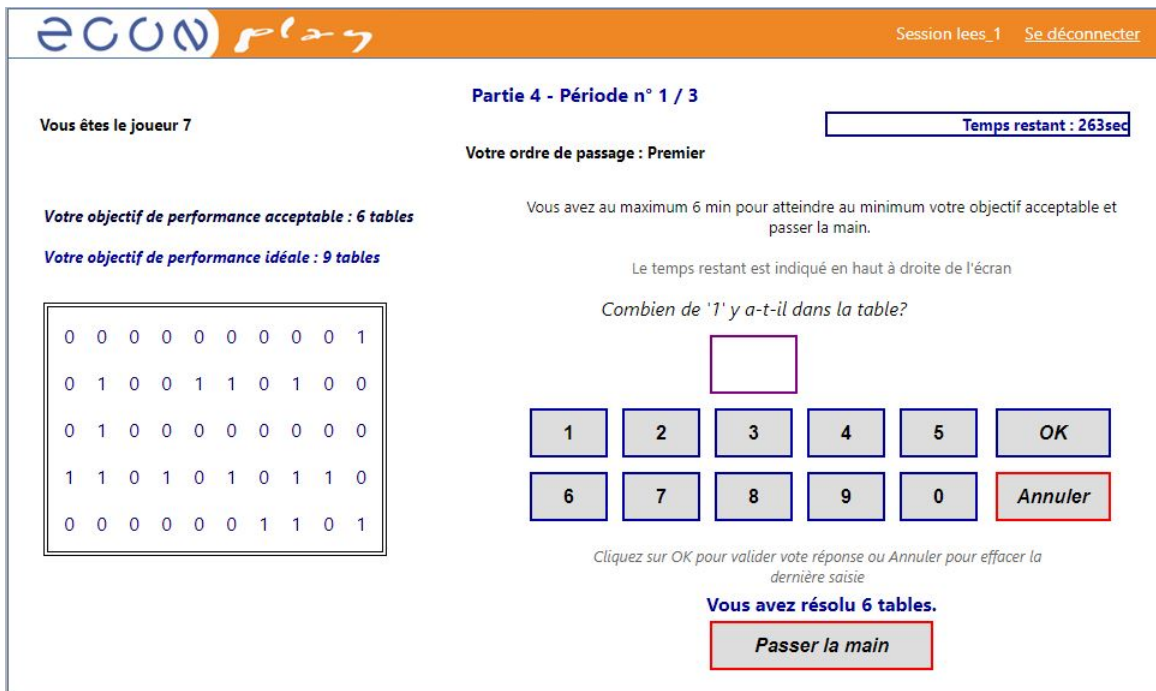 econ play
Session lees_1 Se déconnecter
Partie 4 - Période n° 1 / 3
Vous êtes le joueur 7
Temps restant : 263sec
Votre ordre de passage : Premier
Votre objectif de performance acceptable : 6 tables
Votre objectif de performance idéale : 9 tables
Vous avez au maximum 6 min pour atteindre au minimum votre objectif acceptable et
passer la main.
Le temps restant est indiqué en haut à droite de l'écran
Combien de '1' y a-t-il dans la table?
0 0 0 0 0 0 0 0 0 1
0 1 0 0 1 1 0 1 0 0
0 1 0 0 0 0 0 0 0 0
1 1 0 1 0 1 0 1 1 0
0 0 0 0 0 0 1 1 0 1
1 2 3 4 5 OK
6 7 8 9 0 Annuler
Cliquez sur OK pour valider vote réponse ou Annuler pour effacer la
dernière saisie
Vous avez résolu 6 tables.
Passer la main